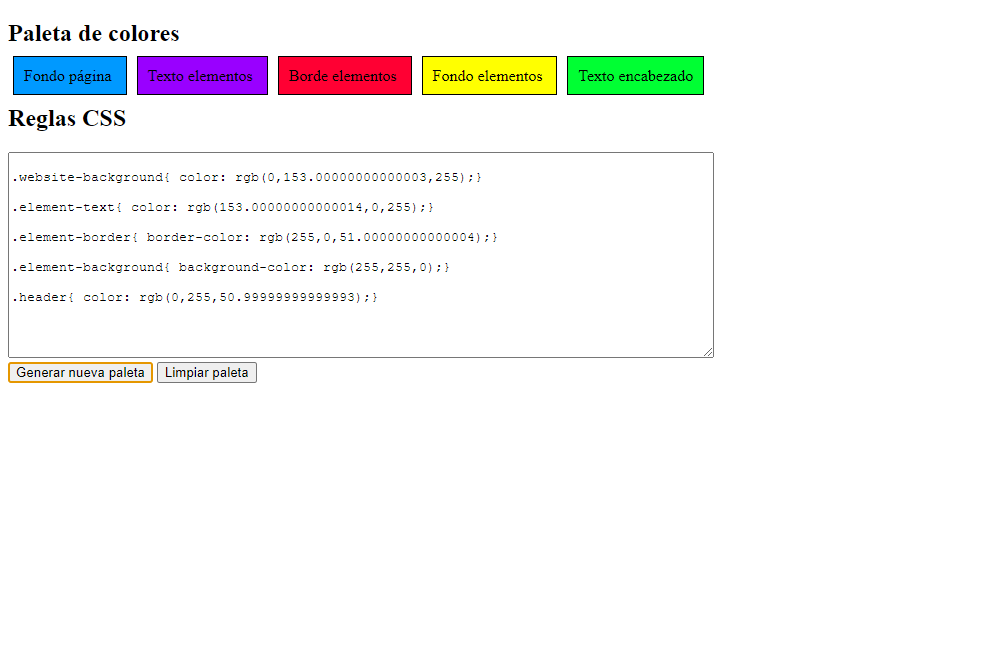 Paleta de colores
Fondo página Texto elementos Borde elementos Fondo elementos Texto encabezado
Reglas CSS
.website-background{ color: rgb(0,153.00000000000003,255);}
.element-text{ color: rgb(153.00000000000014,0,255);}
.element-border{ border-color: rgb(255,0,51.00000000000004);}
.element-background{ background-color: rgb(255,255,0);}
.header{ color: rgb(0,255,50.99999999999993);}
Generar nueva paleta Limpiar paleta